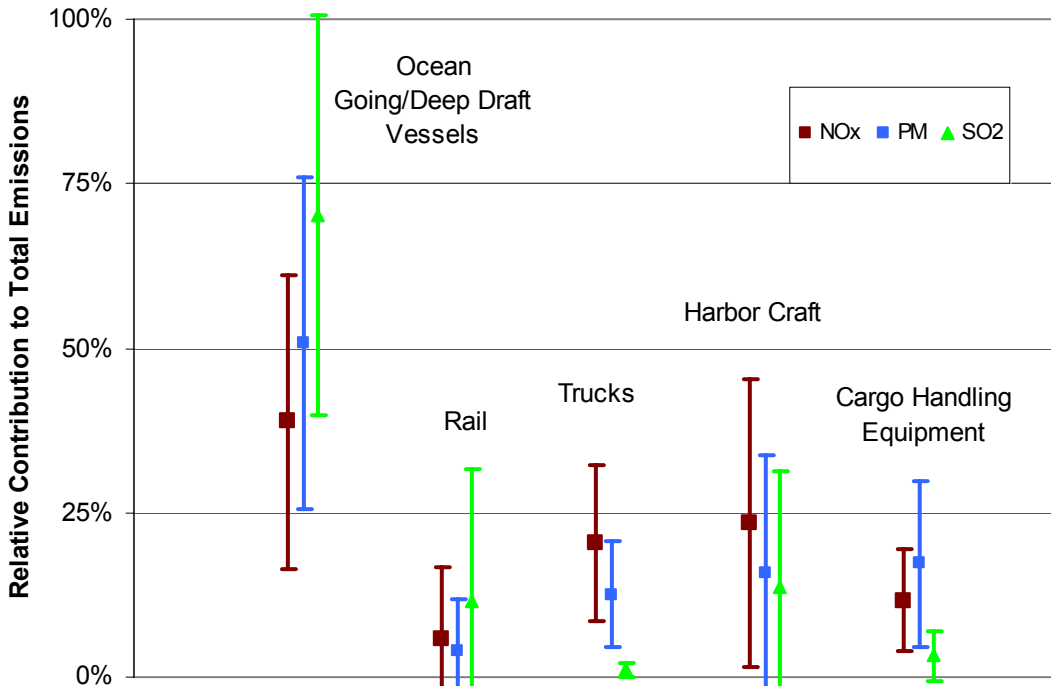 Relative Contribution to Total Emissions
100%
75%
50%
25%
0%
Ocean
Going/Deep Draft
Vessels
NOx PM SO2
Rail
Trucks
Harbor Craft
Cargo Handling
Equipment